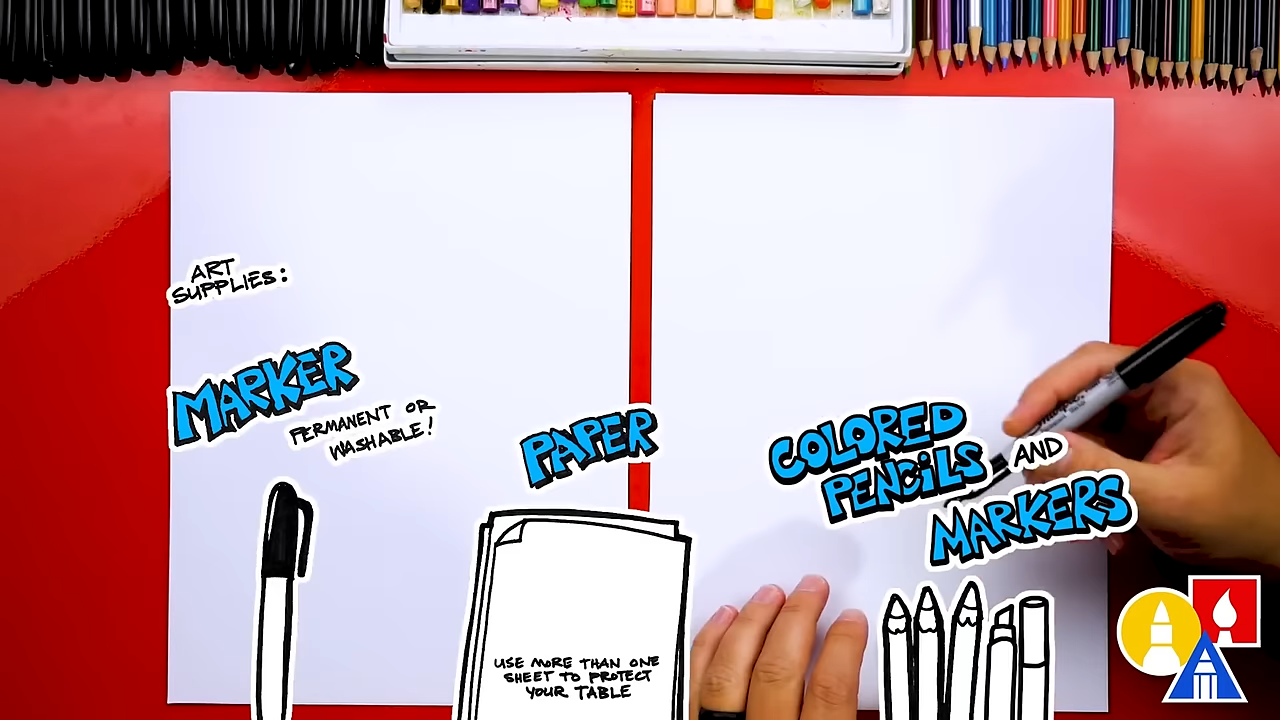 ART
SUPPLIES:
MARKER
PERMANENT OR
WASHABLE!
PAPER
USE MORE THAN ONE
SHEET TO PROTECT
YOUR TABLE
COLORED
PENCILS AND
MARKERS